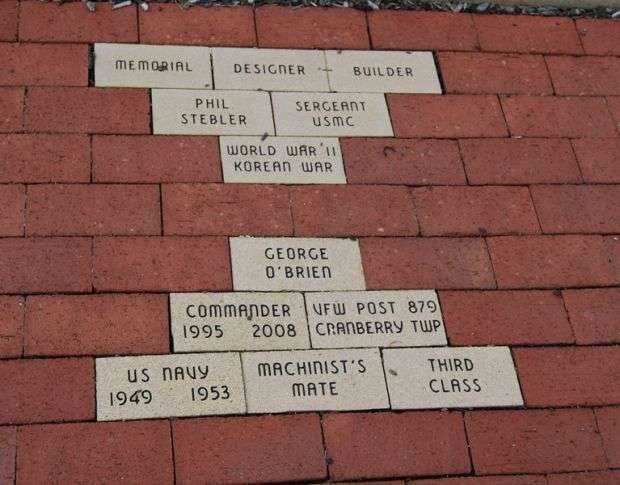 MEMORIAL DESIGNER - BUILDER
PHIL STEBLER SERGEANT USMC
WORLD WAR II
KOREAN WAR
GEORGE
O'BRIEN
COMMANDER
1995 2008
VFW POST 879
CRANBERRY TWP
US NAVY
1949 1953
MACHINIST'S
MATE
THIRD
CLASS